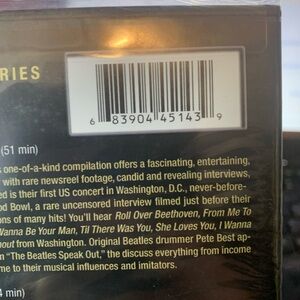 RIES
6 83904 45143 9
(51 min)
s one-of-a-kind compilation offers a fascinating, entertaining,
with rare newsreel footage, candid and revealing interviews,
ed is their first US concert in Washington, D.C., never-before-
od Bowl, a rare uncensored interview filmed just before their
ons of many hits! You'll hear Roll Over Beethoven, From Me To
Wanna Be Your Man, Til There Was You, She Loves You, I Wanna
hout from Washington. Original Beatles drummer Pete Best ap-
m "The Beatles Speak Out," the discuss everything from income
me to their musical influences and imitators.
4 min)